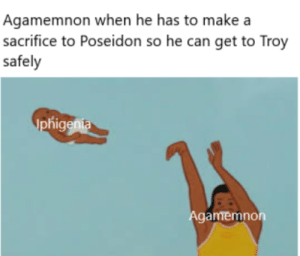 Agamemnon when he has to make a
sacrifice to Poseidon so he can get to Troy
safely
Iphigenia
Agamemnon